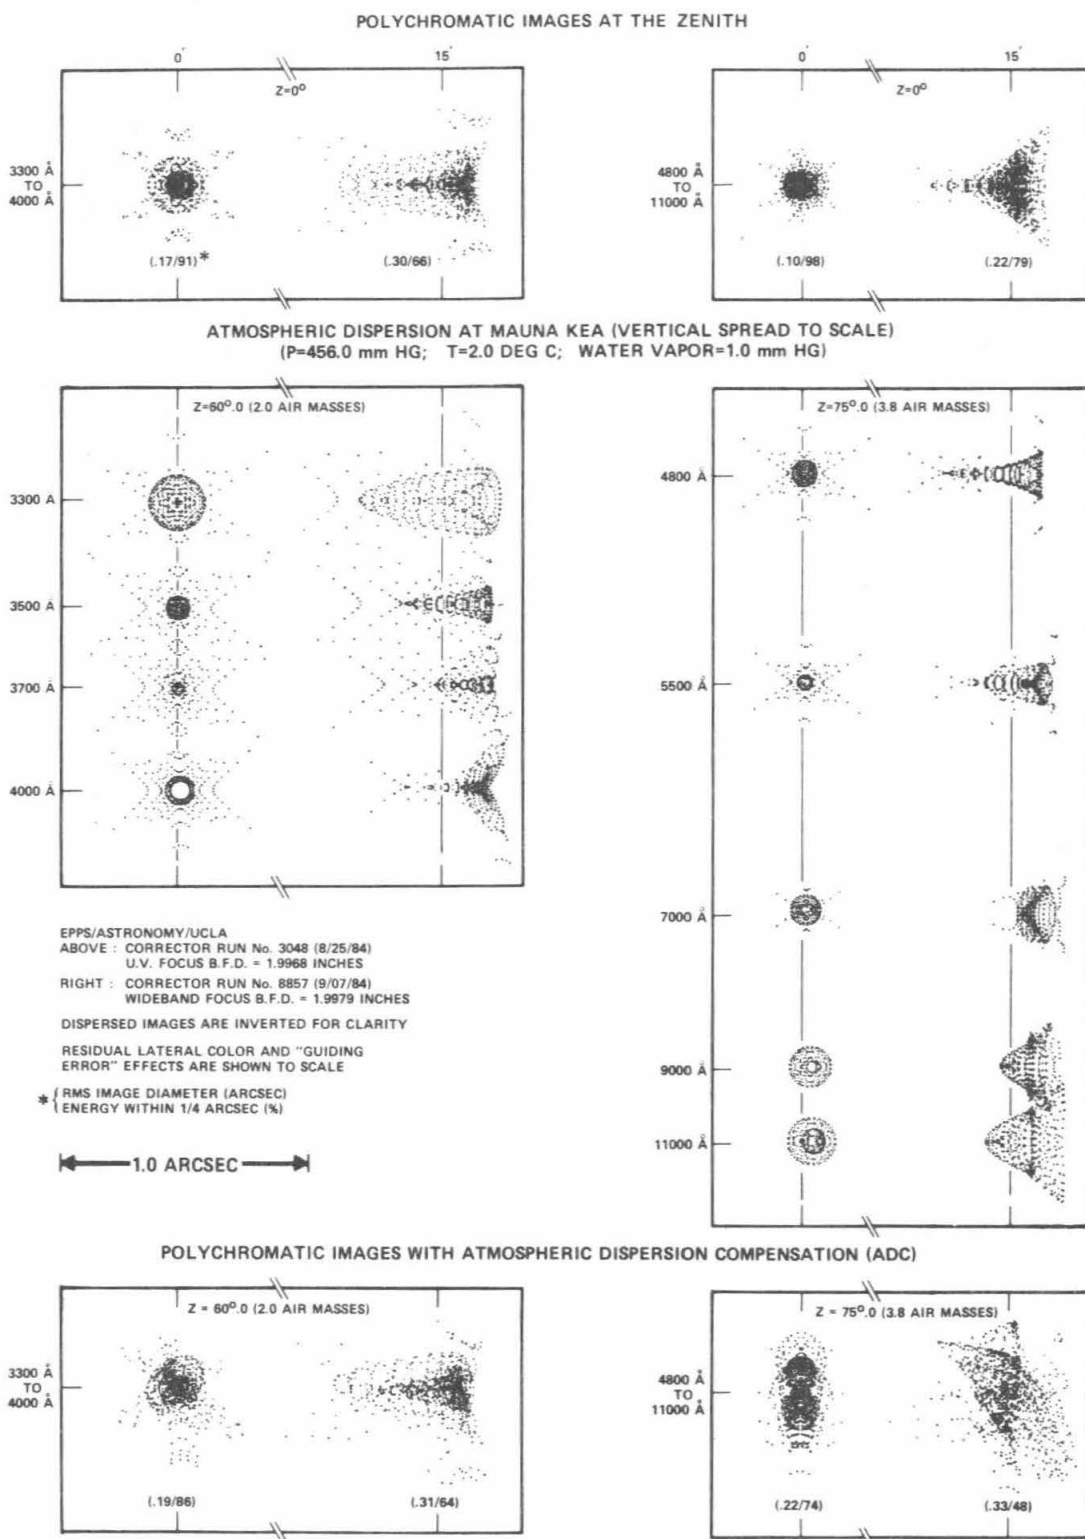 POLYCHROMATIC IMAGES AT THE ZENITH
0' 15' 0' 15'
Z=0° Z=0°
3300 Å
TO
4000 Å
4800 Å
TO
11000 Å
(.17/91)* (.30/66) (.10/98) (.22/79)
ATMOSPHERIC DISPERSION AT MAUNA KEA (VERTICAL SPREAD TO SCALE)
(P=456.0 mm HG; T=2.0 DEG C; WATER VAPOR=1.0 mm HG)
Z=60°.0 (2.0 AIR MASSES)
3300 Å
3500 Å
3700 Å
4000 Å
Z=75°.0 (3.8 AIR MASSES)
4800 Å
5500 Å
7000 Å
9000 Å
11000 Å
EPPS/ASTRONOMY/UCLA
ABOVE : CORRECTOR RUN No. 3048 (8/25/84)
U.V. FOCUS B.F.D. = 1.9968 INCHES
RIGHT : CORRECTOR RUN No. 8857 (9/07/84)
WIDEBAND FOCUS B.F.D. = 1.9979 INCHES
DISPERSED IMAGES ARE INVERTED FOR CLARITY
RESIDUAL LATERAL COLOR AND "GUIDING
ERROR" EFFECTS ARE SHOWN TO SCALE
* { RMS IMAGE DIAMETER (ARCSEC)
ENERGY WITHIN 1/4 ARCSEC (%)
1.0 ARCSEC
POLYCHROMATIC IMAGES WITH ATMOSPHERIC DISPERSION COMPENSATION (ADC)
Z = 60°.0 (2.0 AIR MASSES) Z = 75°.0 (3.8 AIR MASSES)
3300 Å
TO
4000 Å
4800 Å
TO
11000 Å
(.19/86) (.31/64) (.22/74) (.33/48)